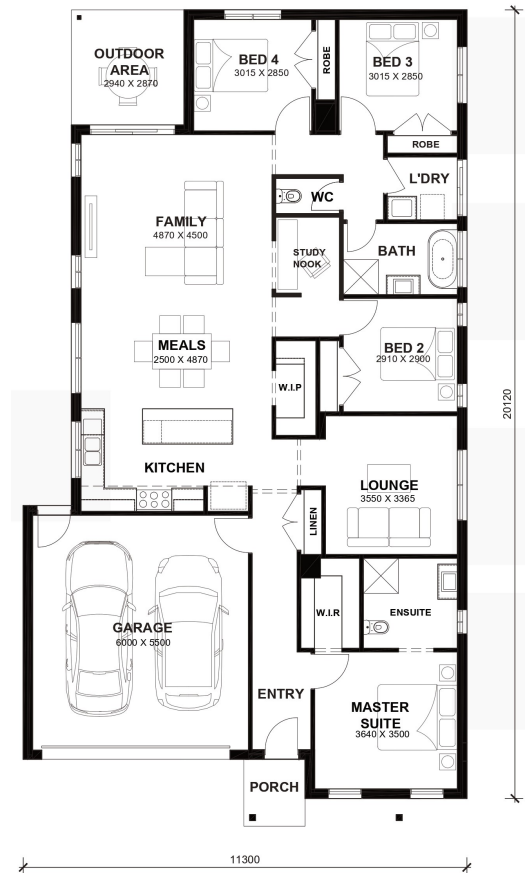 OUTDOOR
AREA
2940 X 2870
BED 4
3015 X 2850
ROBE
BED 3
3015 X 2850
ROBE
L'DRY
WC
FAMILY
4870 X 4500
STUDY
NOOK
BATH
MEALS
2500 X 4870
BED 2
2910 X 2900
W.I.P
20120
KITCHEN
LOUNGE
3550 X 3365
LINEN
GARAGE
6000 X 5500
W.I.R
ENSUITE
ENTRY
MASTER
SUITE
3640 X 3500
PORCH
11300